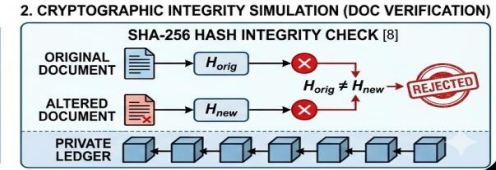 2. CRYPTOGRAPHIC INTEGRITY SIMULATION (DOC VERIFICATION)
SHA-256 HASH INTEGRITY CHECK [8]
ORIGINAL
DOCUMENT
H_orig
H_orig ≠ H_new
REJECTED
ALTERED
DOCUMENT
H_new
PRIVATE
LEDGER